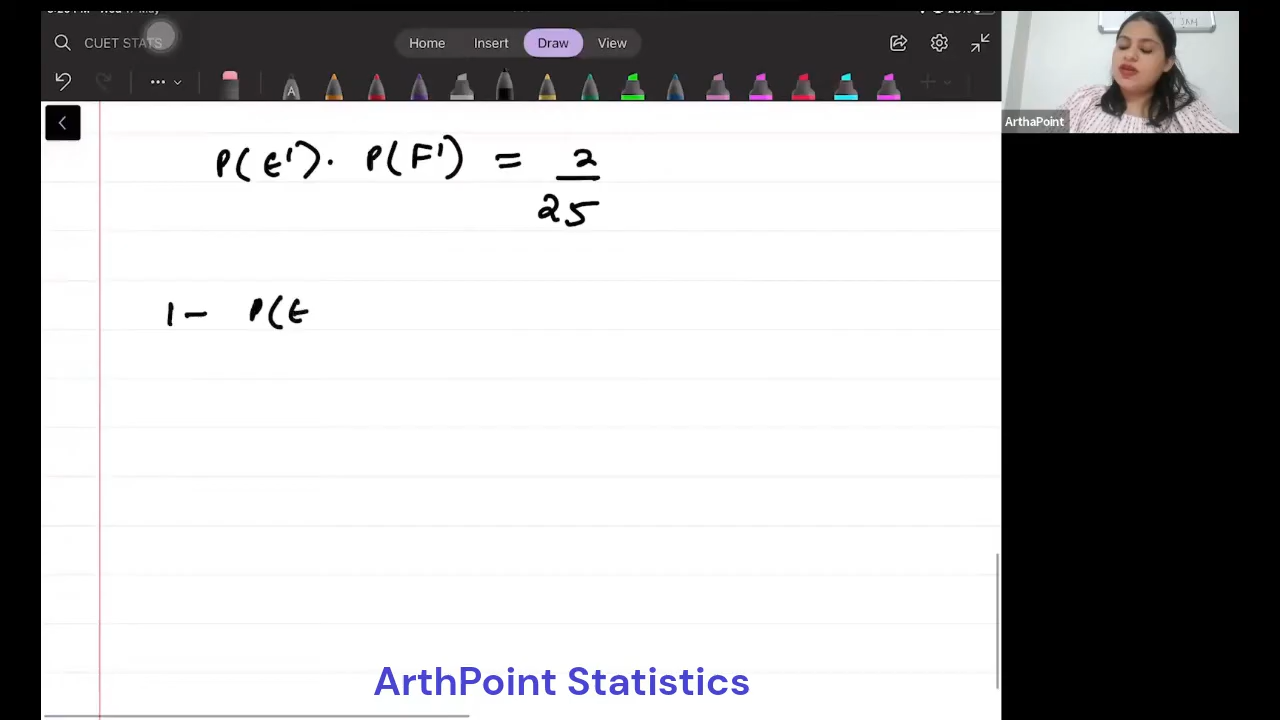 CUET STATS
Home Insert Draw View
ArthaPoint
P(E'). P(F') = 2/25
1 - P(E
ArthPoint Statistics